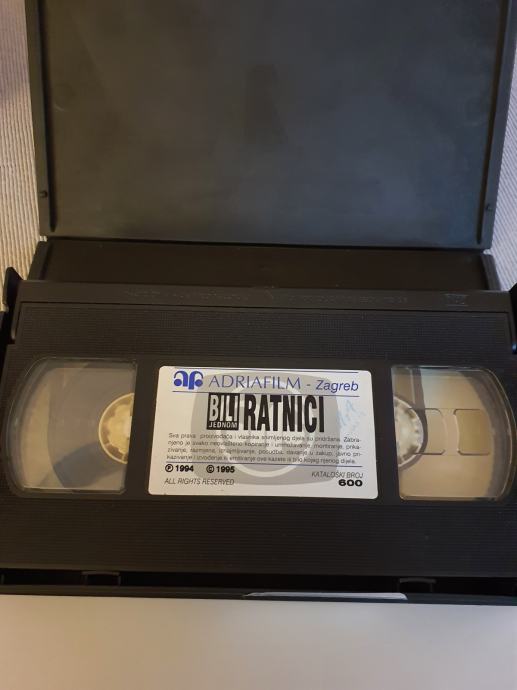 af ADRIAFILM - Zagreb
BILI JEDNOM RATNICI
Sva prava proizvođača i vlasnika snimljenog djela su pridržana. Zabra-
njeno je svako neovlašteno kopiranje i umnožavanje, montiranje, prika-
zivanje, razmjena, iznajmljivanje, posudba, davanje u zakup, javno pri-
kazivanje i izvođenje ili emitiranje ove kazete ili bilo kojeg njenog dijela.
Ⓟ 1994 © 1995
ALL RIGHTS RESERVED
KATALOŠKI BROJ
600